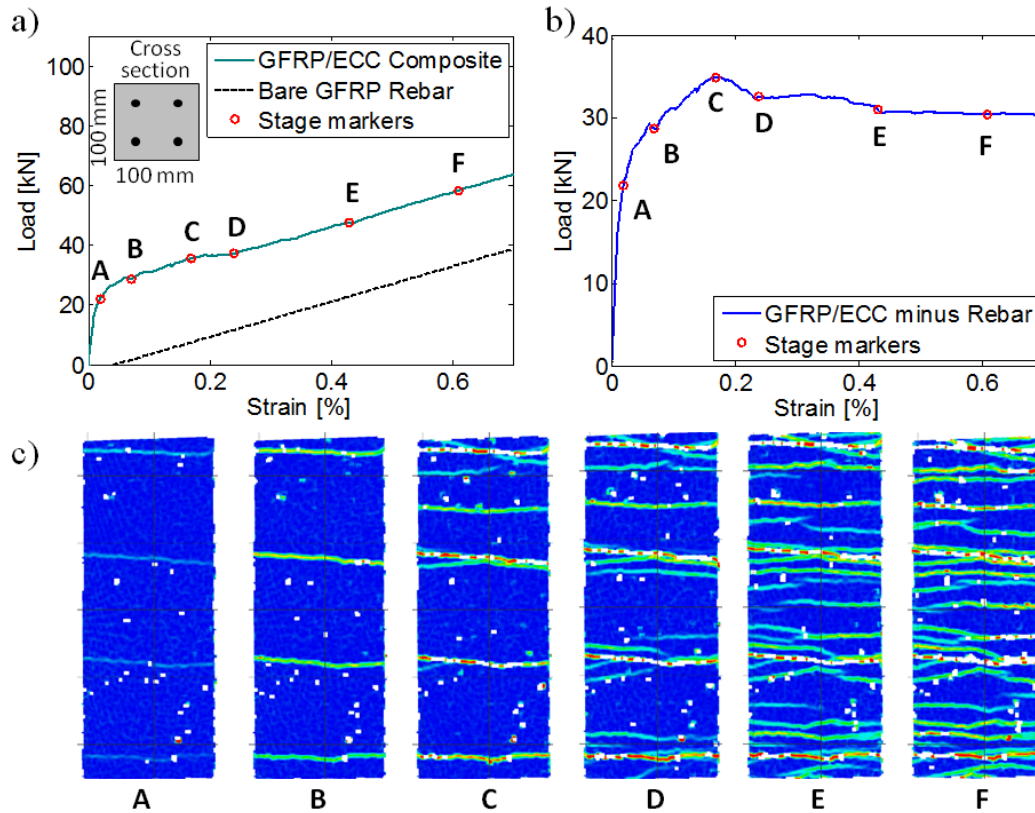 a)
Cross
section
100 mm
100 mm
GFRP/ECC Composite
Bare GFRP Rebar
Stage markers
A
B
C
D
E
F
100
80
60
40
20
0
0
0.2
0.4
0.6
Load [kN]
Strain [%]
b)
40
30
20
10
0
0
0.2
0.4
0.6
Load [kN]
Strain [%]
A
B
C
D
E
F
GFRP/ECC minus Rebar
Stage markers
c)
A
B
C
D
E
F